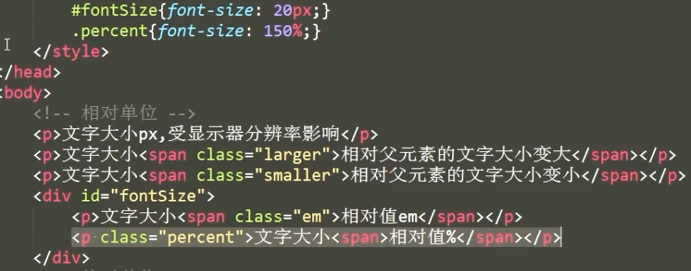 #fontSize{font-size: 20px;}
.percent{font-size: 150%;}
</style>
</head>
<body>
<!-- 相对单位 -->
<p>文字大小px,受显示器分辨率影响</p>
<p>文字大小<span class="larger">相对父元素的文字大小变大</span></p>
<p>文字大小<span class="smaller">相对父元素的文字大小变小</span></p>
<div id="fontSize">
<p>文字大小<span class="em">相对值em</span></p>
<p class="percent">文字大小<span>相对值%</span></p>
</div>